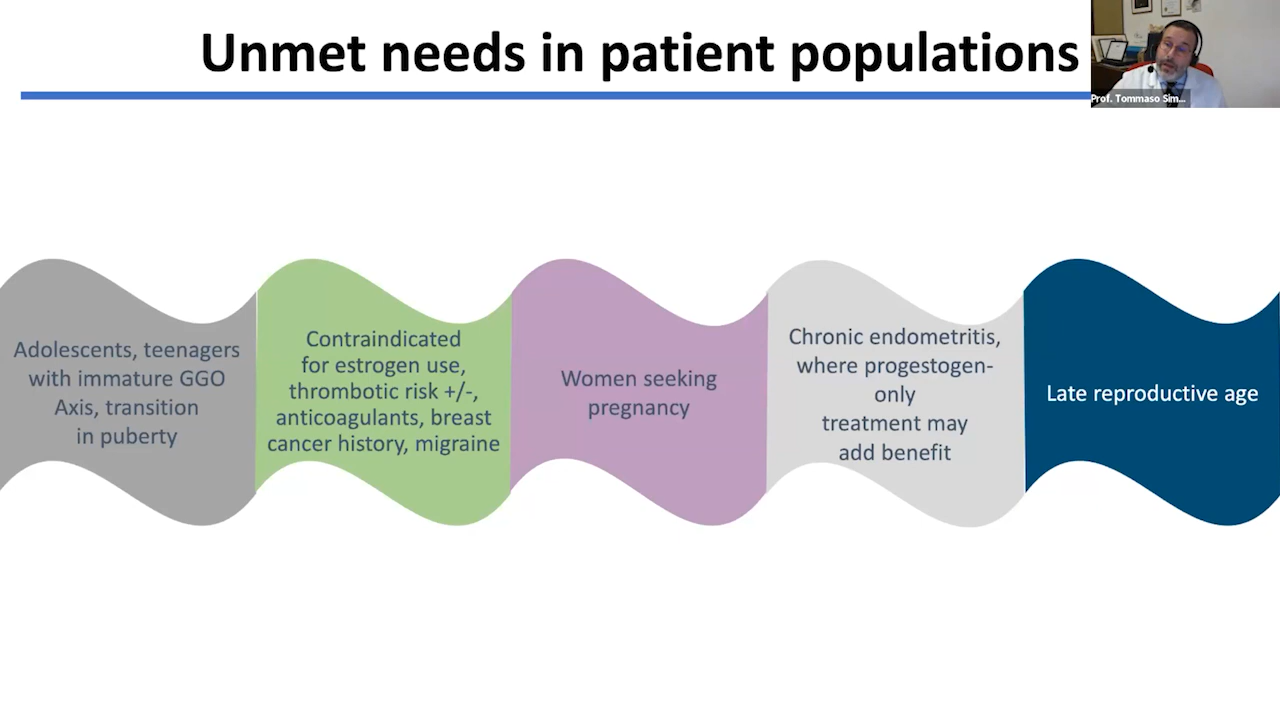 Unmet needs in patient populations
Prof. Tommaso Sim...
Adolescents, teenagers
with immature GGO
Axis, transition
in puberty
Contraindicated
for estrogen use,
thrombotic risk +/-,
anticoagulants, breast
cancer history, migraine
Women seeking
pregnancy
Chronic endometritis,
where progestogen-
only
treatment may
add benefit
Late reproductive age